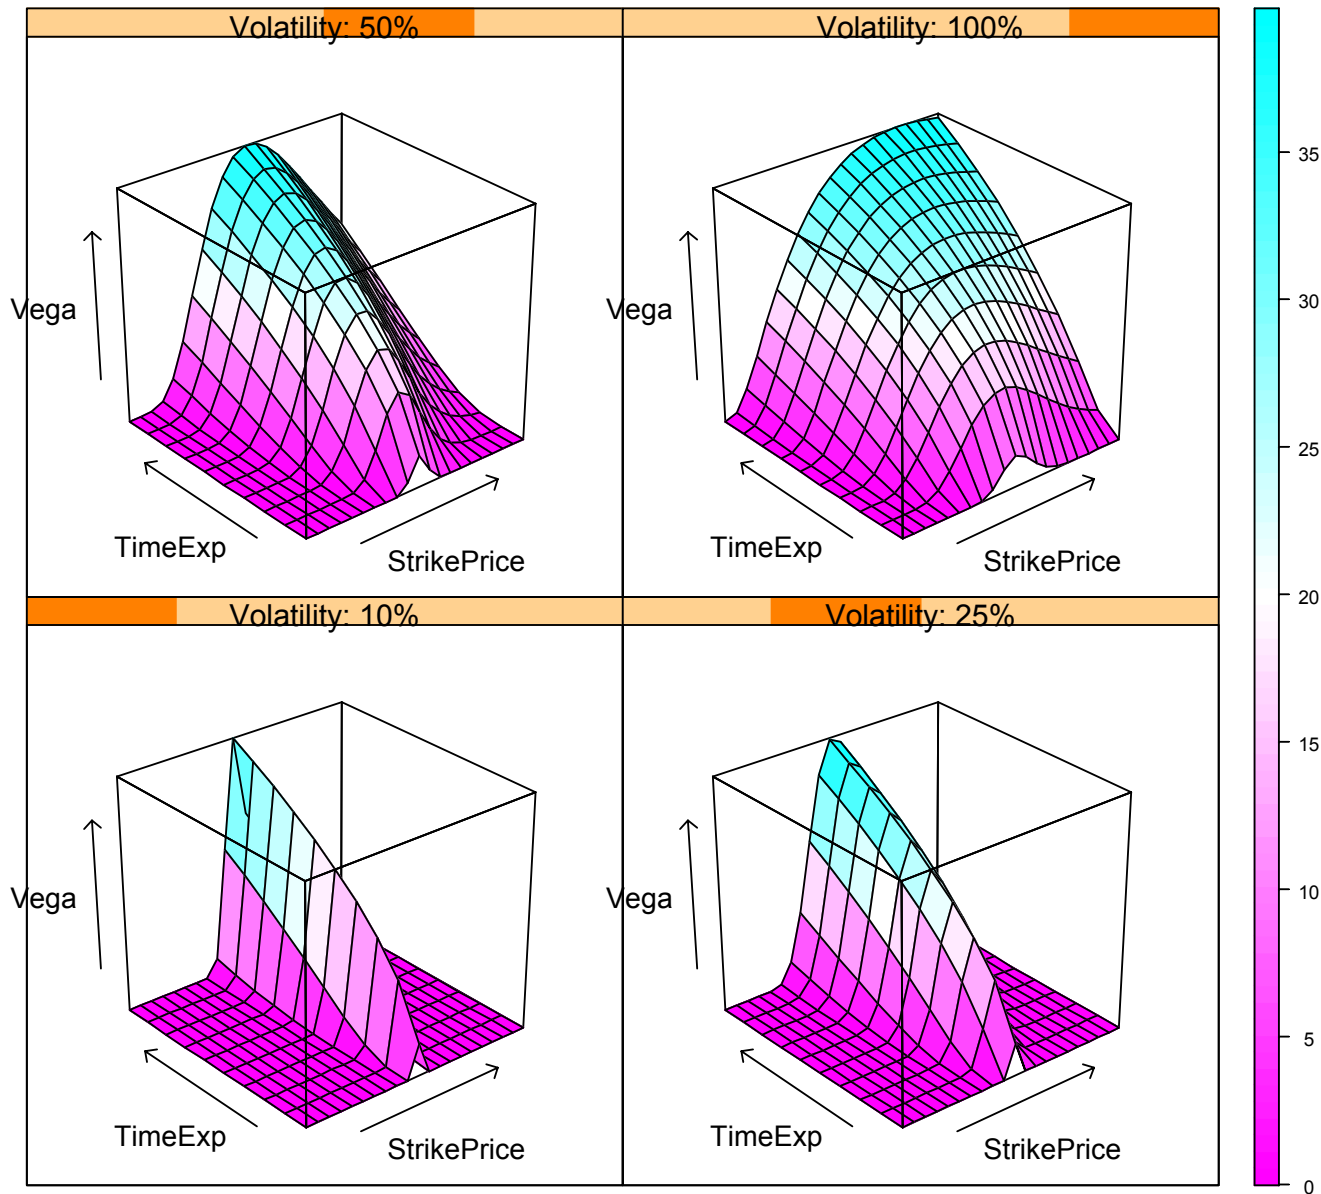 Volatility: 50%
Volatility: 100%
Vega
TimeExp
StrikePrice
Vega
TimeExp
StrikePrice
Volatility: 10%
Volatility: 25%
Vega
TimeExp
StrikePrice
Vega
TimeExp
StrikePrice
35
30
25
20
15
10
5
0